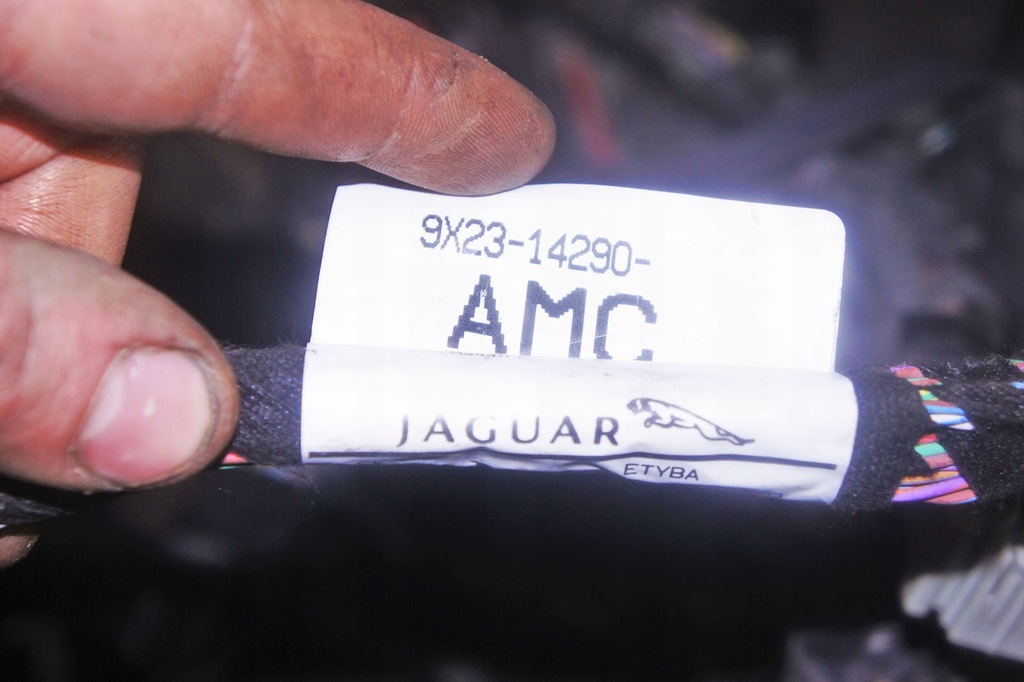 9X23-14290-
AMC
JAGUAR
ETYBA